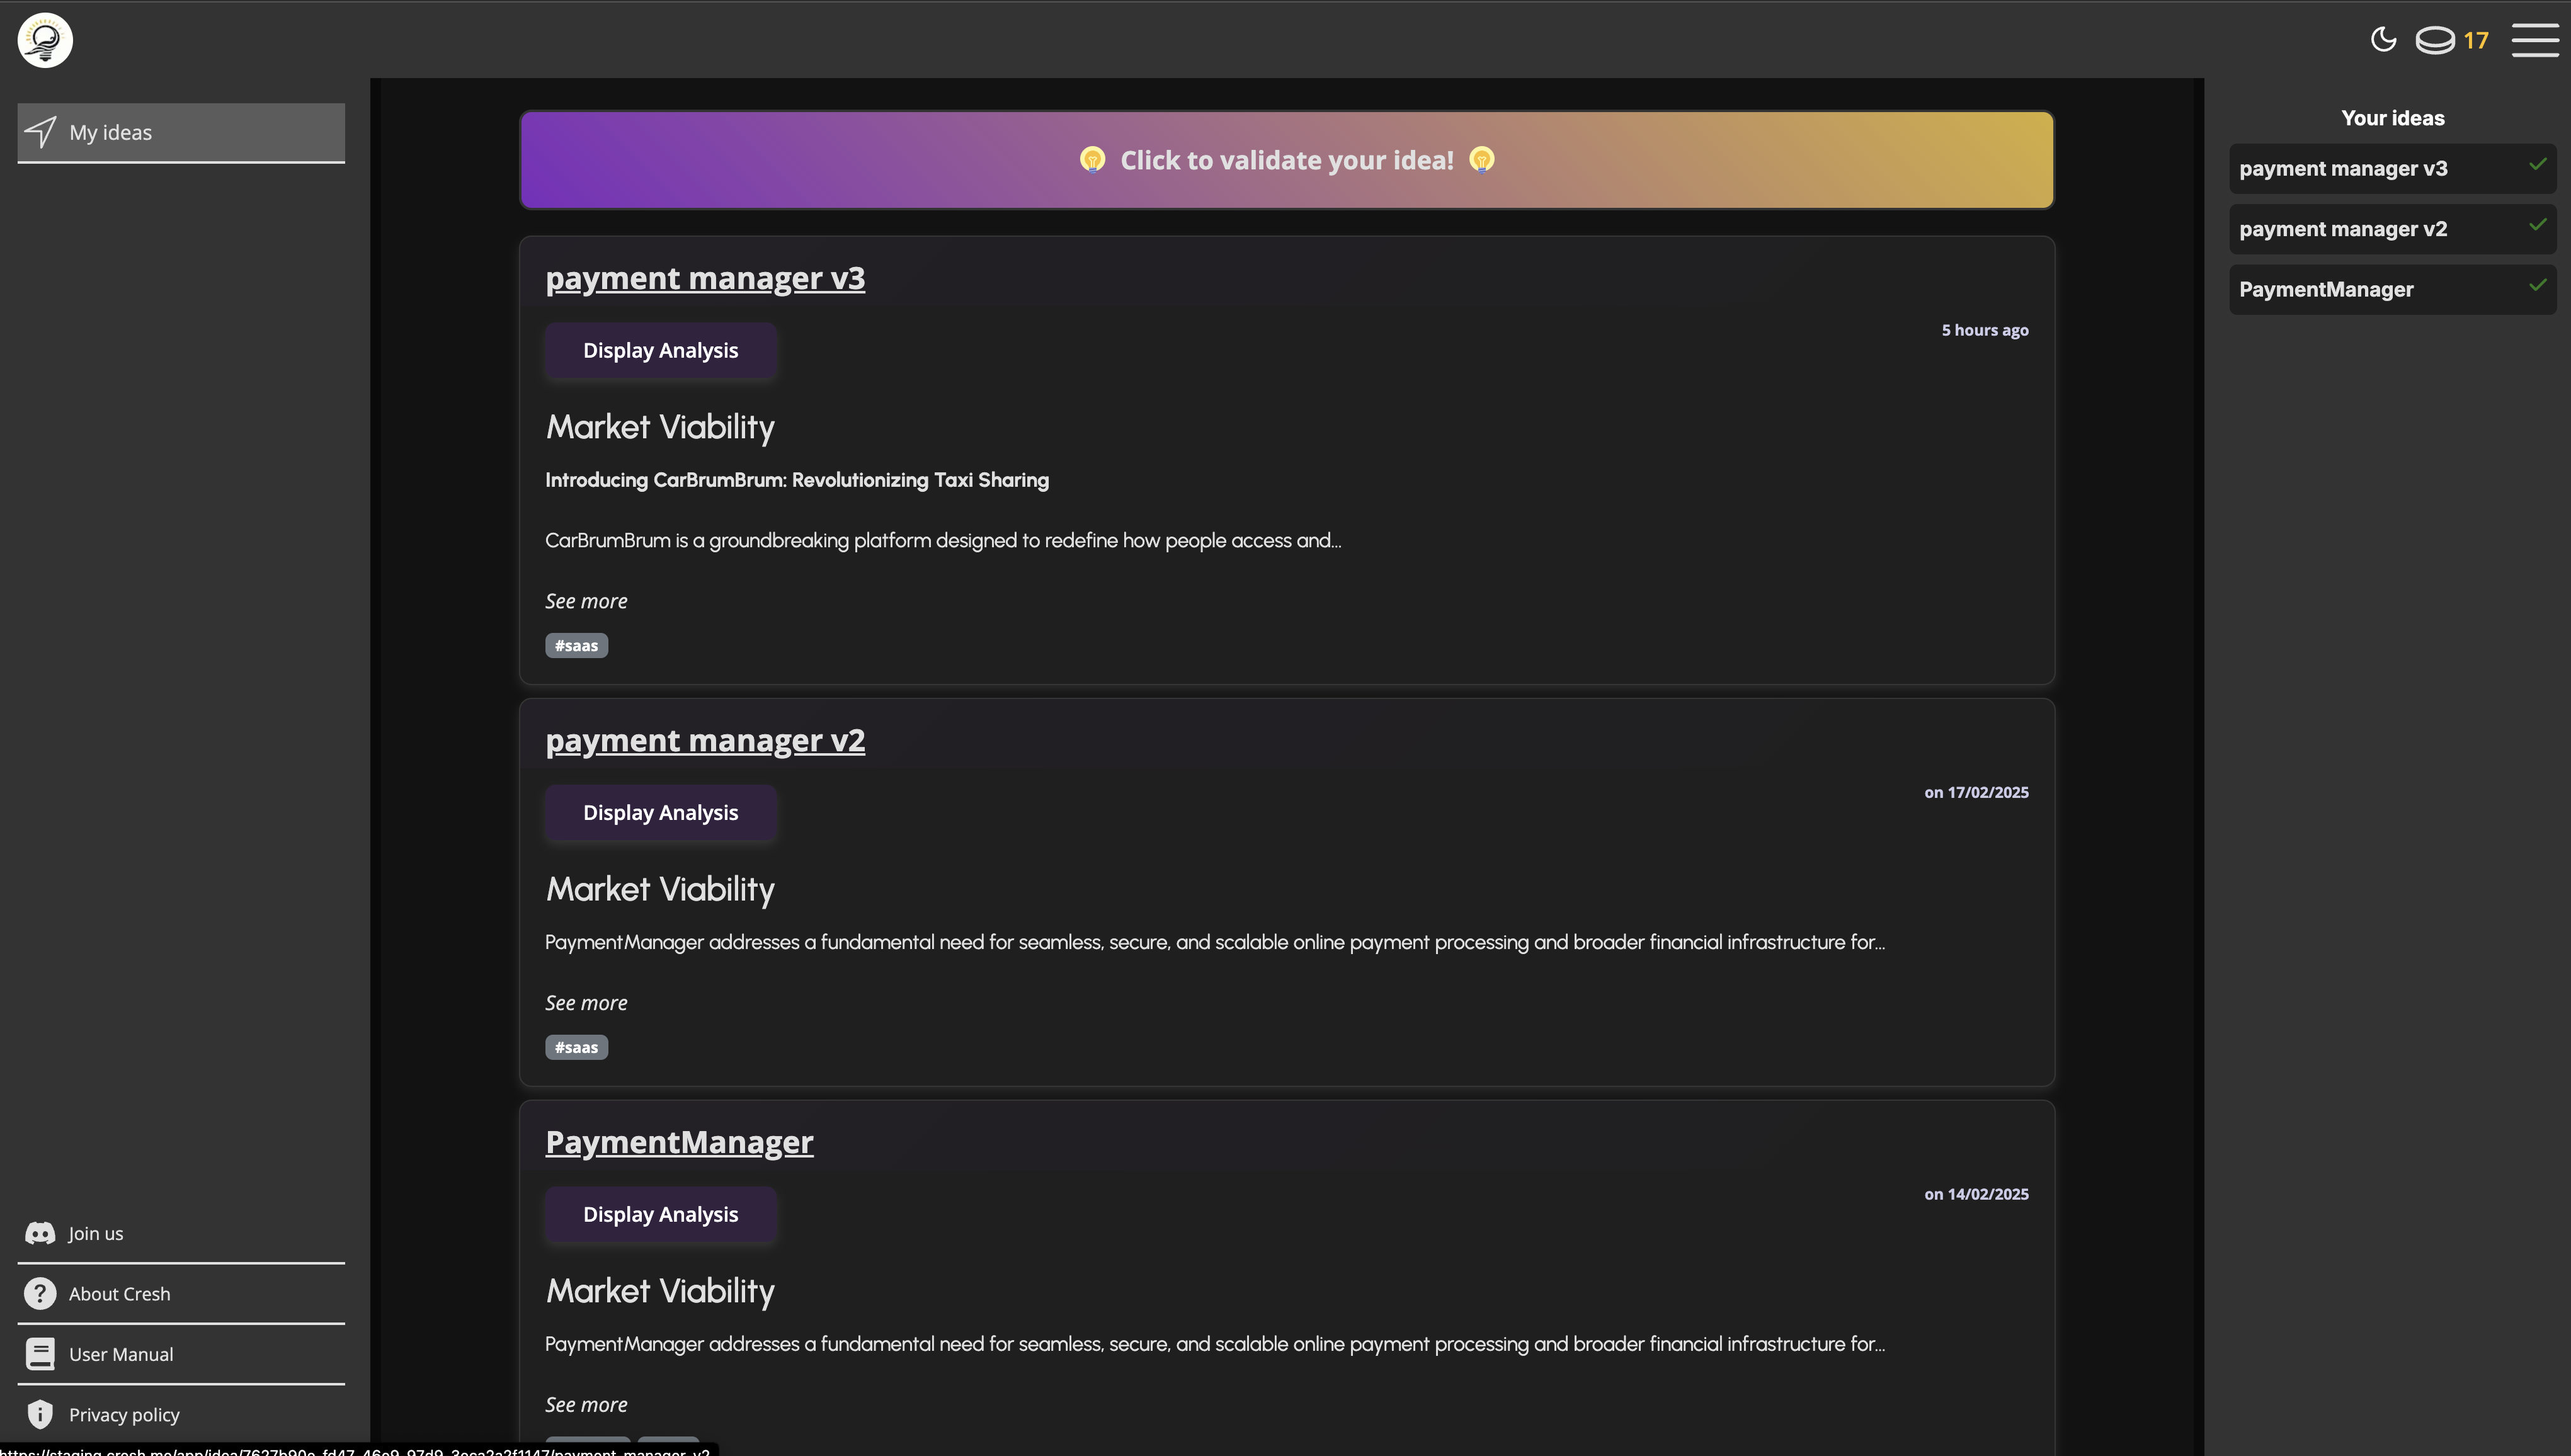 17
My ideas
Click to validate your idea!
Your ideas
payment manager v3
payment manager v2
PaymentManager
payment manager v3
Display Analysis
5 hours ago
Market Viability
Introducing CarBrumBrum: Revolutionizing Taxi Sharing
CarBrumBrum is a groundbreaking platform designed to redefine how people access and...
See more
#saas
payment manager v2
Display Analysis
on 17/02/2025
Market Viability
PaymentManager addresses a fundamental need for seamless, secure, and scalable online payment processing and broader financial infrastructure for...
See more
#saas
PaymentManager
Display Analysis
on 14/02/2025
Market Viability
PaymentManager addresses a fundamental need for seamless, secure, and scalable online payment processing and broader financial infrastructure for...
See more
Join us
About Cresh
User Manual
Privacy policy